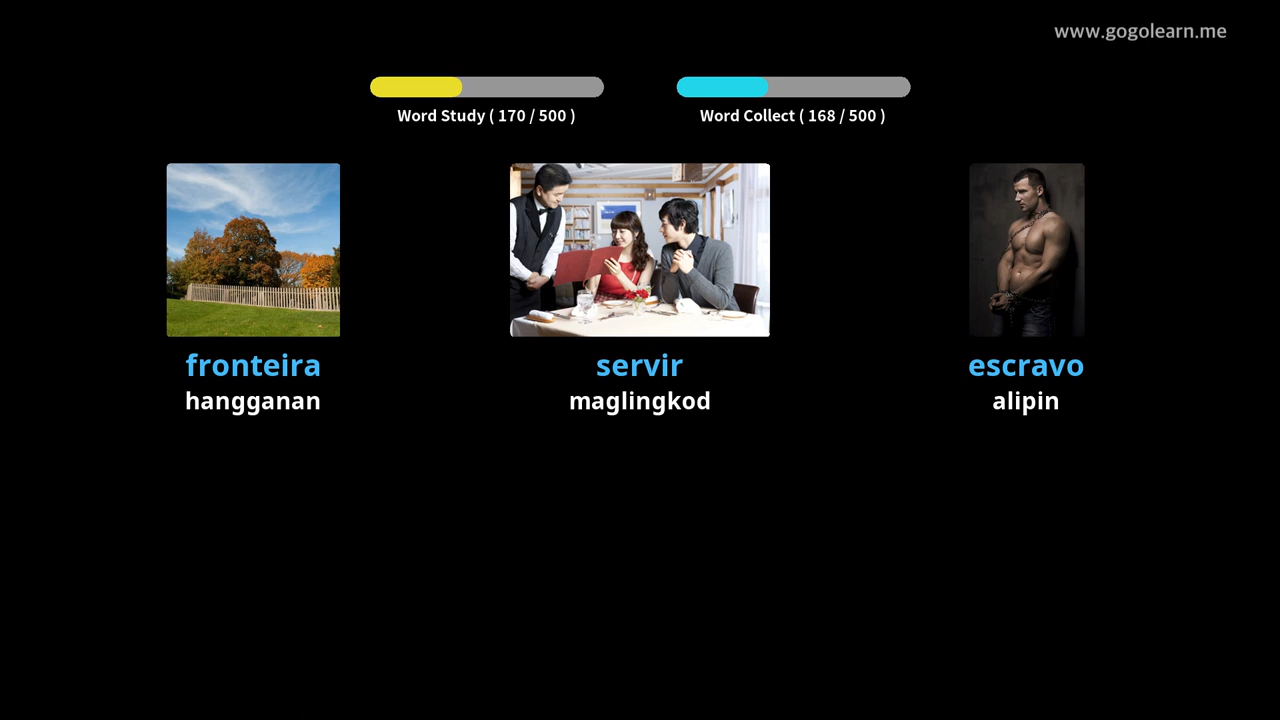 www.gogolearn.me
Word Study ( 170 / 500 )
Word Collect ( 168 / 500 )
fronteira
hangganan
servir
maglingkod
escravo
alipin